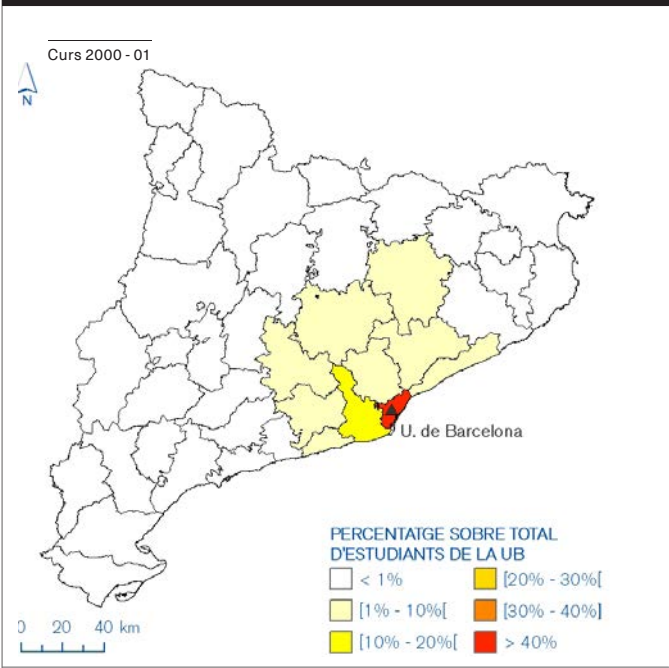 Curs 2000 - 01
N
U. de Barcelona
PERCENTATGE SOBRE TOTAL
D'ESTUDIANTS DE LA UB
< 1%
[1% - 10%[
[10% - 20%[
[20% - 30%[
[30% - 40%]
> 40%
0 20 40 km